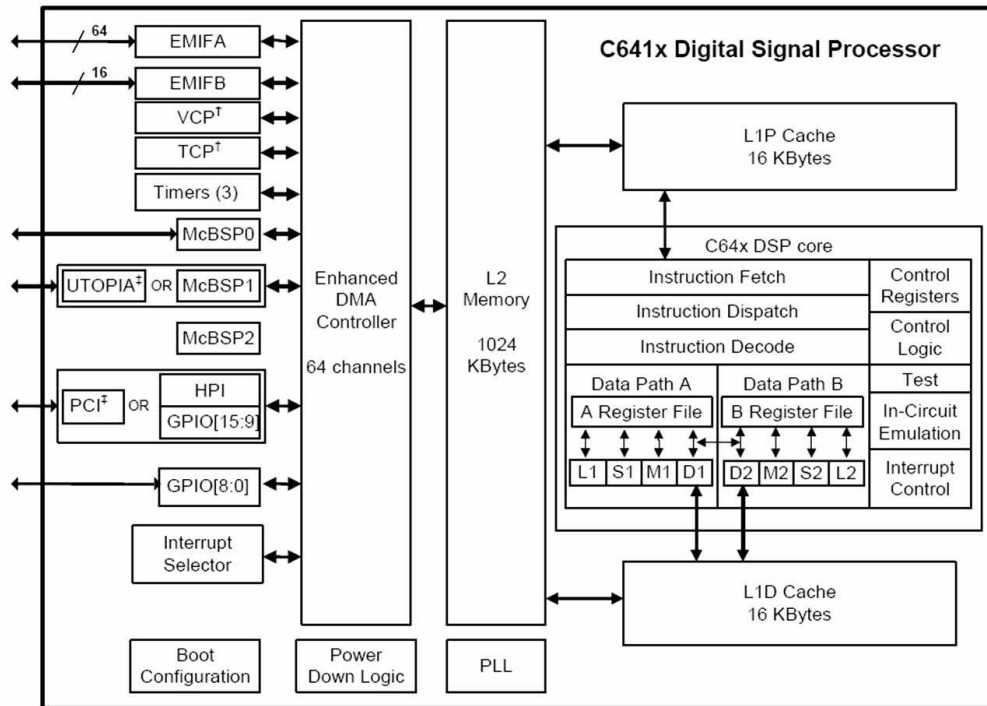 C641x Digital Signal Processor
64
EMIFA
16
EMIFB
VCP†
TCP†
Timers (3)
McBSP0
UTOPIA‡ OR McBSP1
McBSP2
PCI‡ OR HPI
GPIO[15:9]
GPIO[8:0]
Interrupt
Selector
Boot
Configuration
Enhanced
DMA
Controller
64 channels
Power
Down Logic
L2
Memory
1024
KBytes
PLL
L1P Cache
16 KBytes
C64x DSP core
Instruction Fetch
Instruction Dispatch
Instruction Decode
Control
Registers
Control
Logic
Test
In-Circuit
Emulation
Interrupt
Control
Data Path A
A Register File
L1 S1 M1 D1
Data Path B
B Register File
D2 M2 S2 L2
L1D Cache
16 KBytes